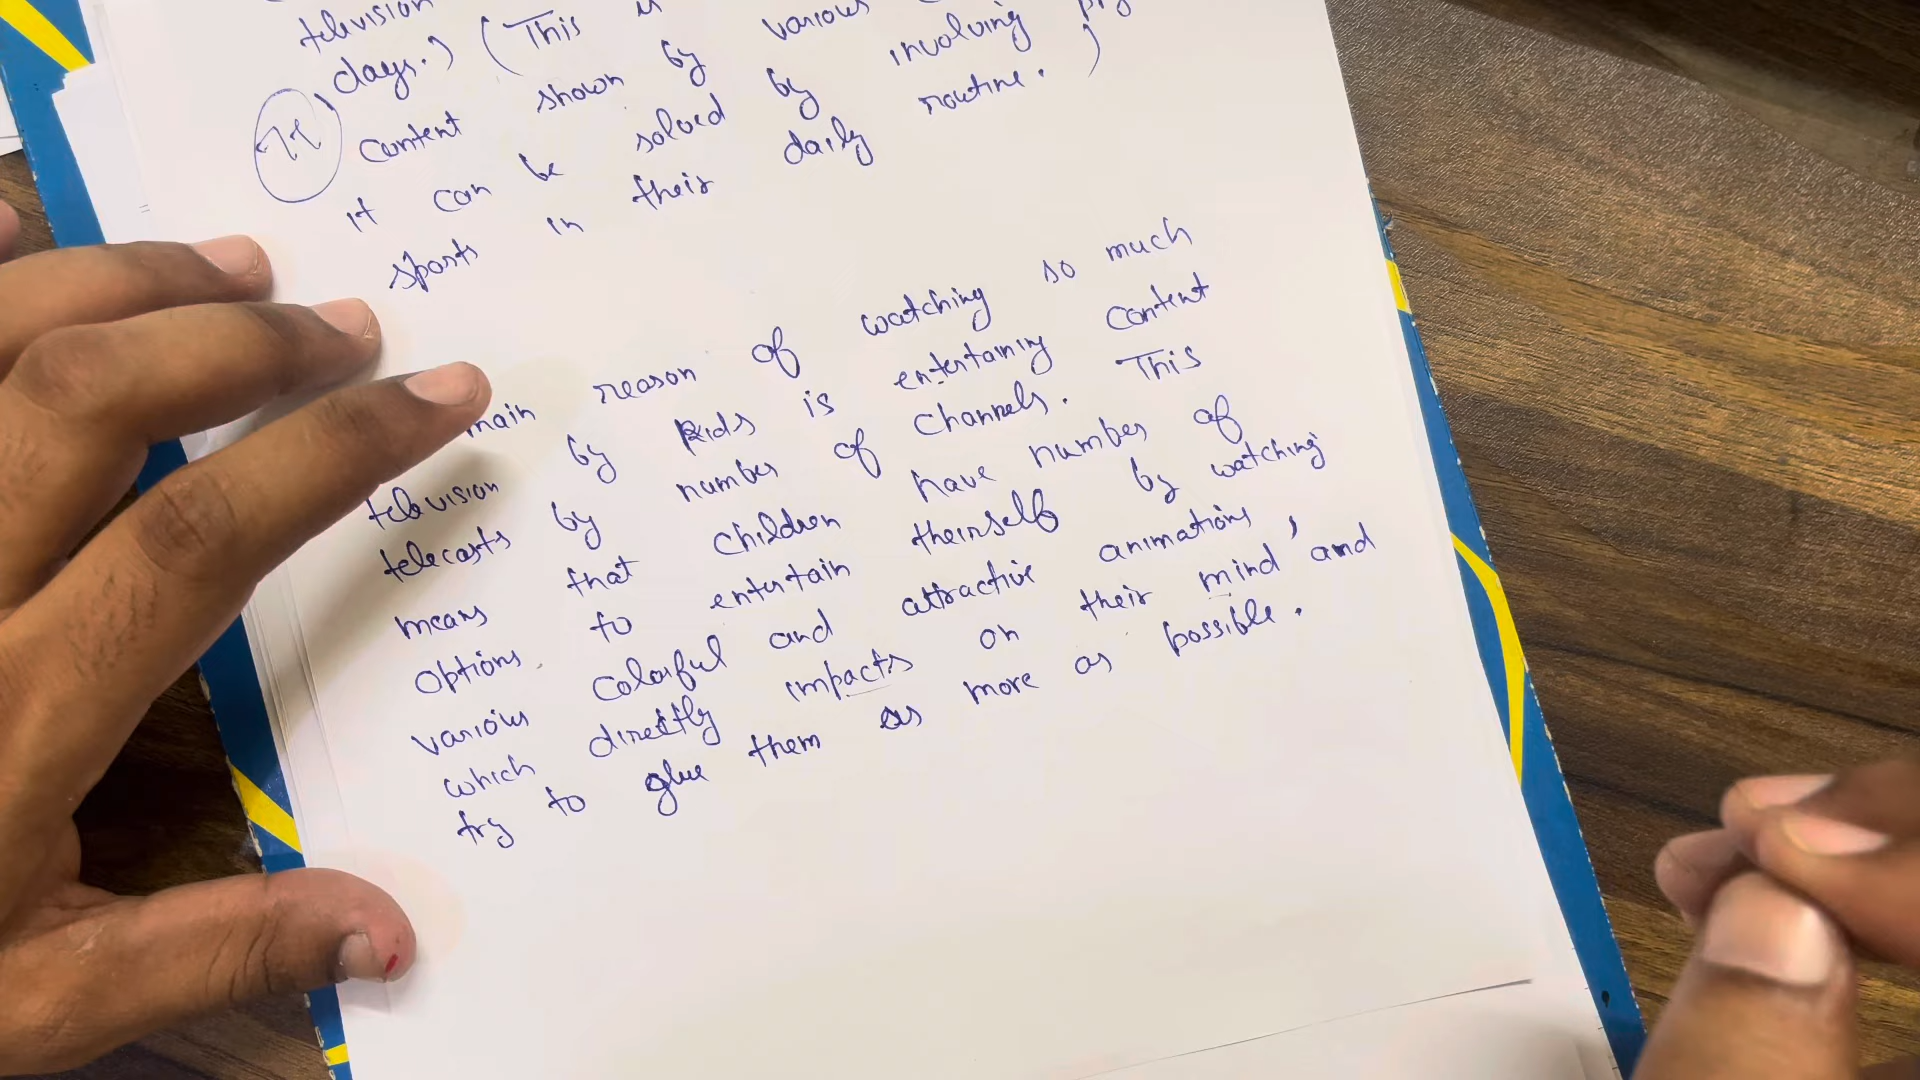 television
days.) (This is various
content shown by involving
it can be solved by routine.)
sports in their daily
main reason of watching so much
television by kids is entertaining content
telecasts by number of channels. This
means that children have number of
options to entertain theirself by watching
various colorful and attractive animations,
which directly impacts on their mind and
try to glue them as more as possible.